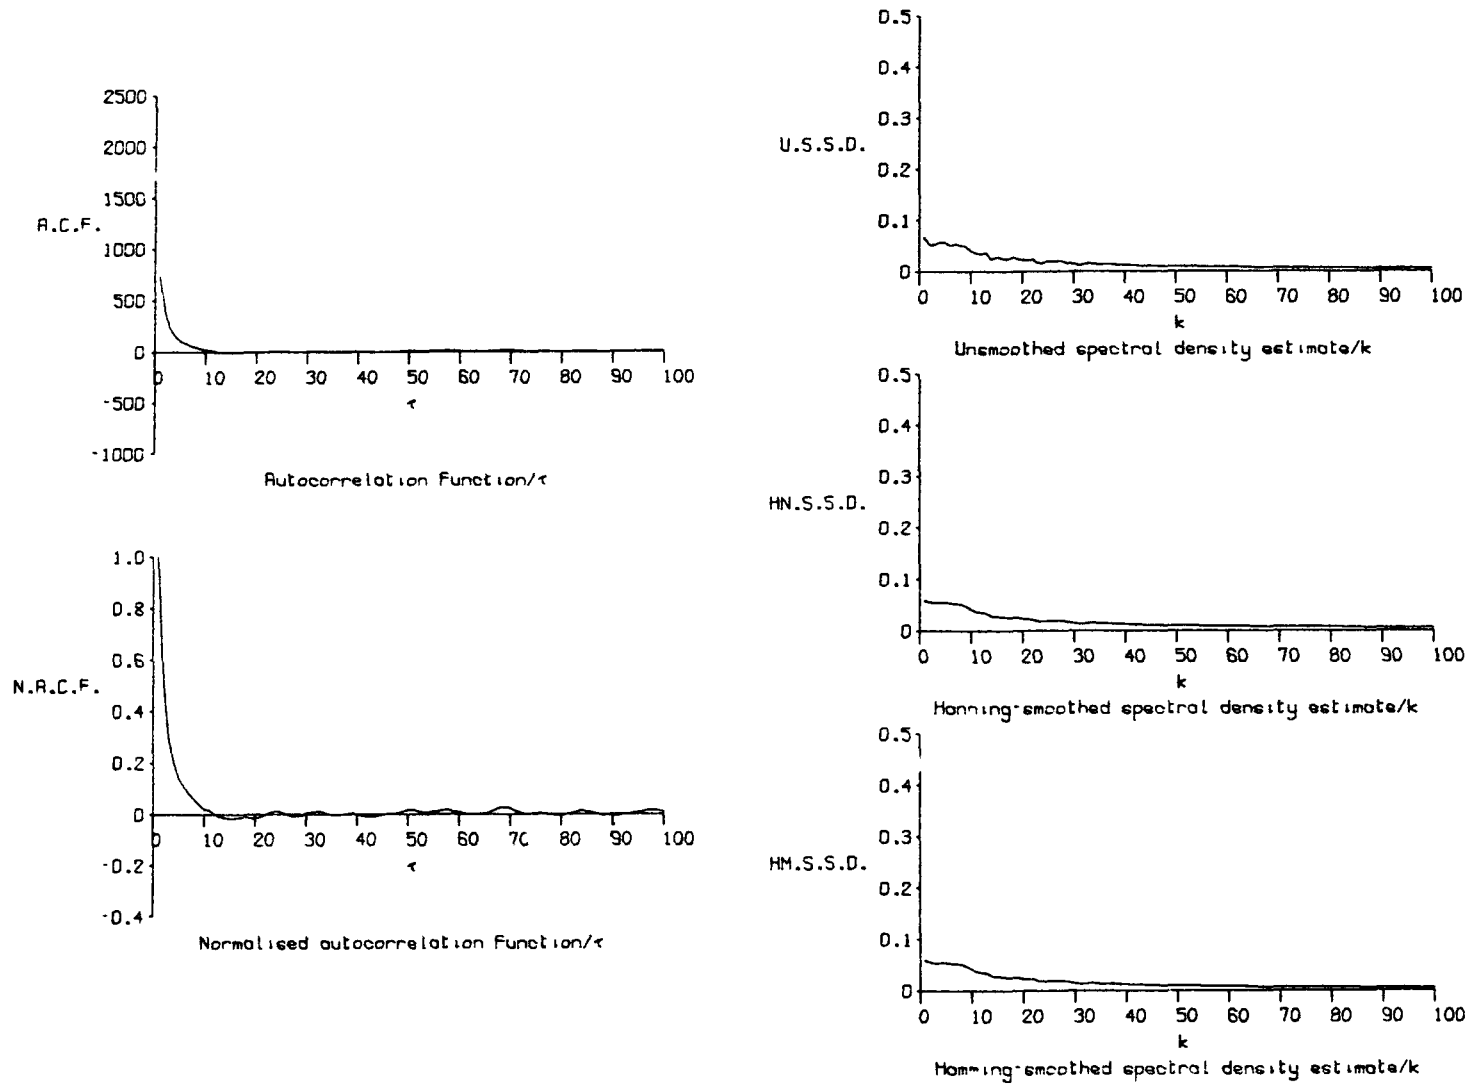 2500
2000
1500
A.C.F.
1000
500
0
0 10 20 30 40 50 60 70 80 90 100
τ
-500
-1000
Autocorrelation Function/τ
1.0
0.8
0.6
N.A.C.F.
0.4
0.2
0
0 10 20 30 40 50 60 70 80 90 100
τ
-0.2
-0.4
Normalised autocorrelation Function/τ
0.5
0.4
0.3
U.S.S.D.
0.2
0.1
0
0 10 20 30 40 50 60 70 80 90 100
k
Unsmoothed spectral density estimate/k
0.5
0.4
0.3
HN.S.S.D.
0.2
0.1
0
0 10 20 30 40 50 60 70 80 90 100
k
Hanning-smoothed spectral density estimate/k
0.5
0.4
0.3
HM.S.S.D.
0.2
0.1
0
0 10 20 30 40 50 60 70 80 90 100
k
Hamming-smoothed spectral density estimate/k